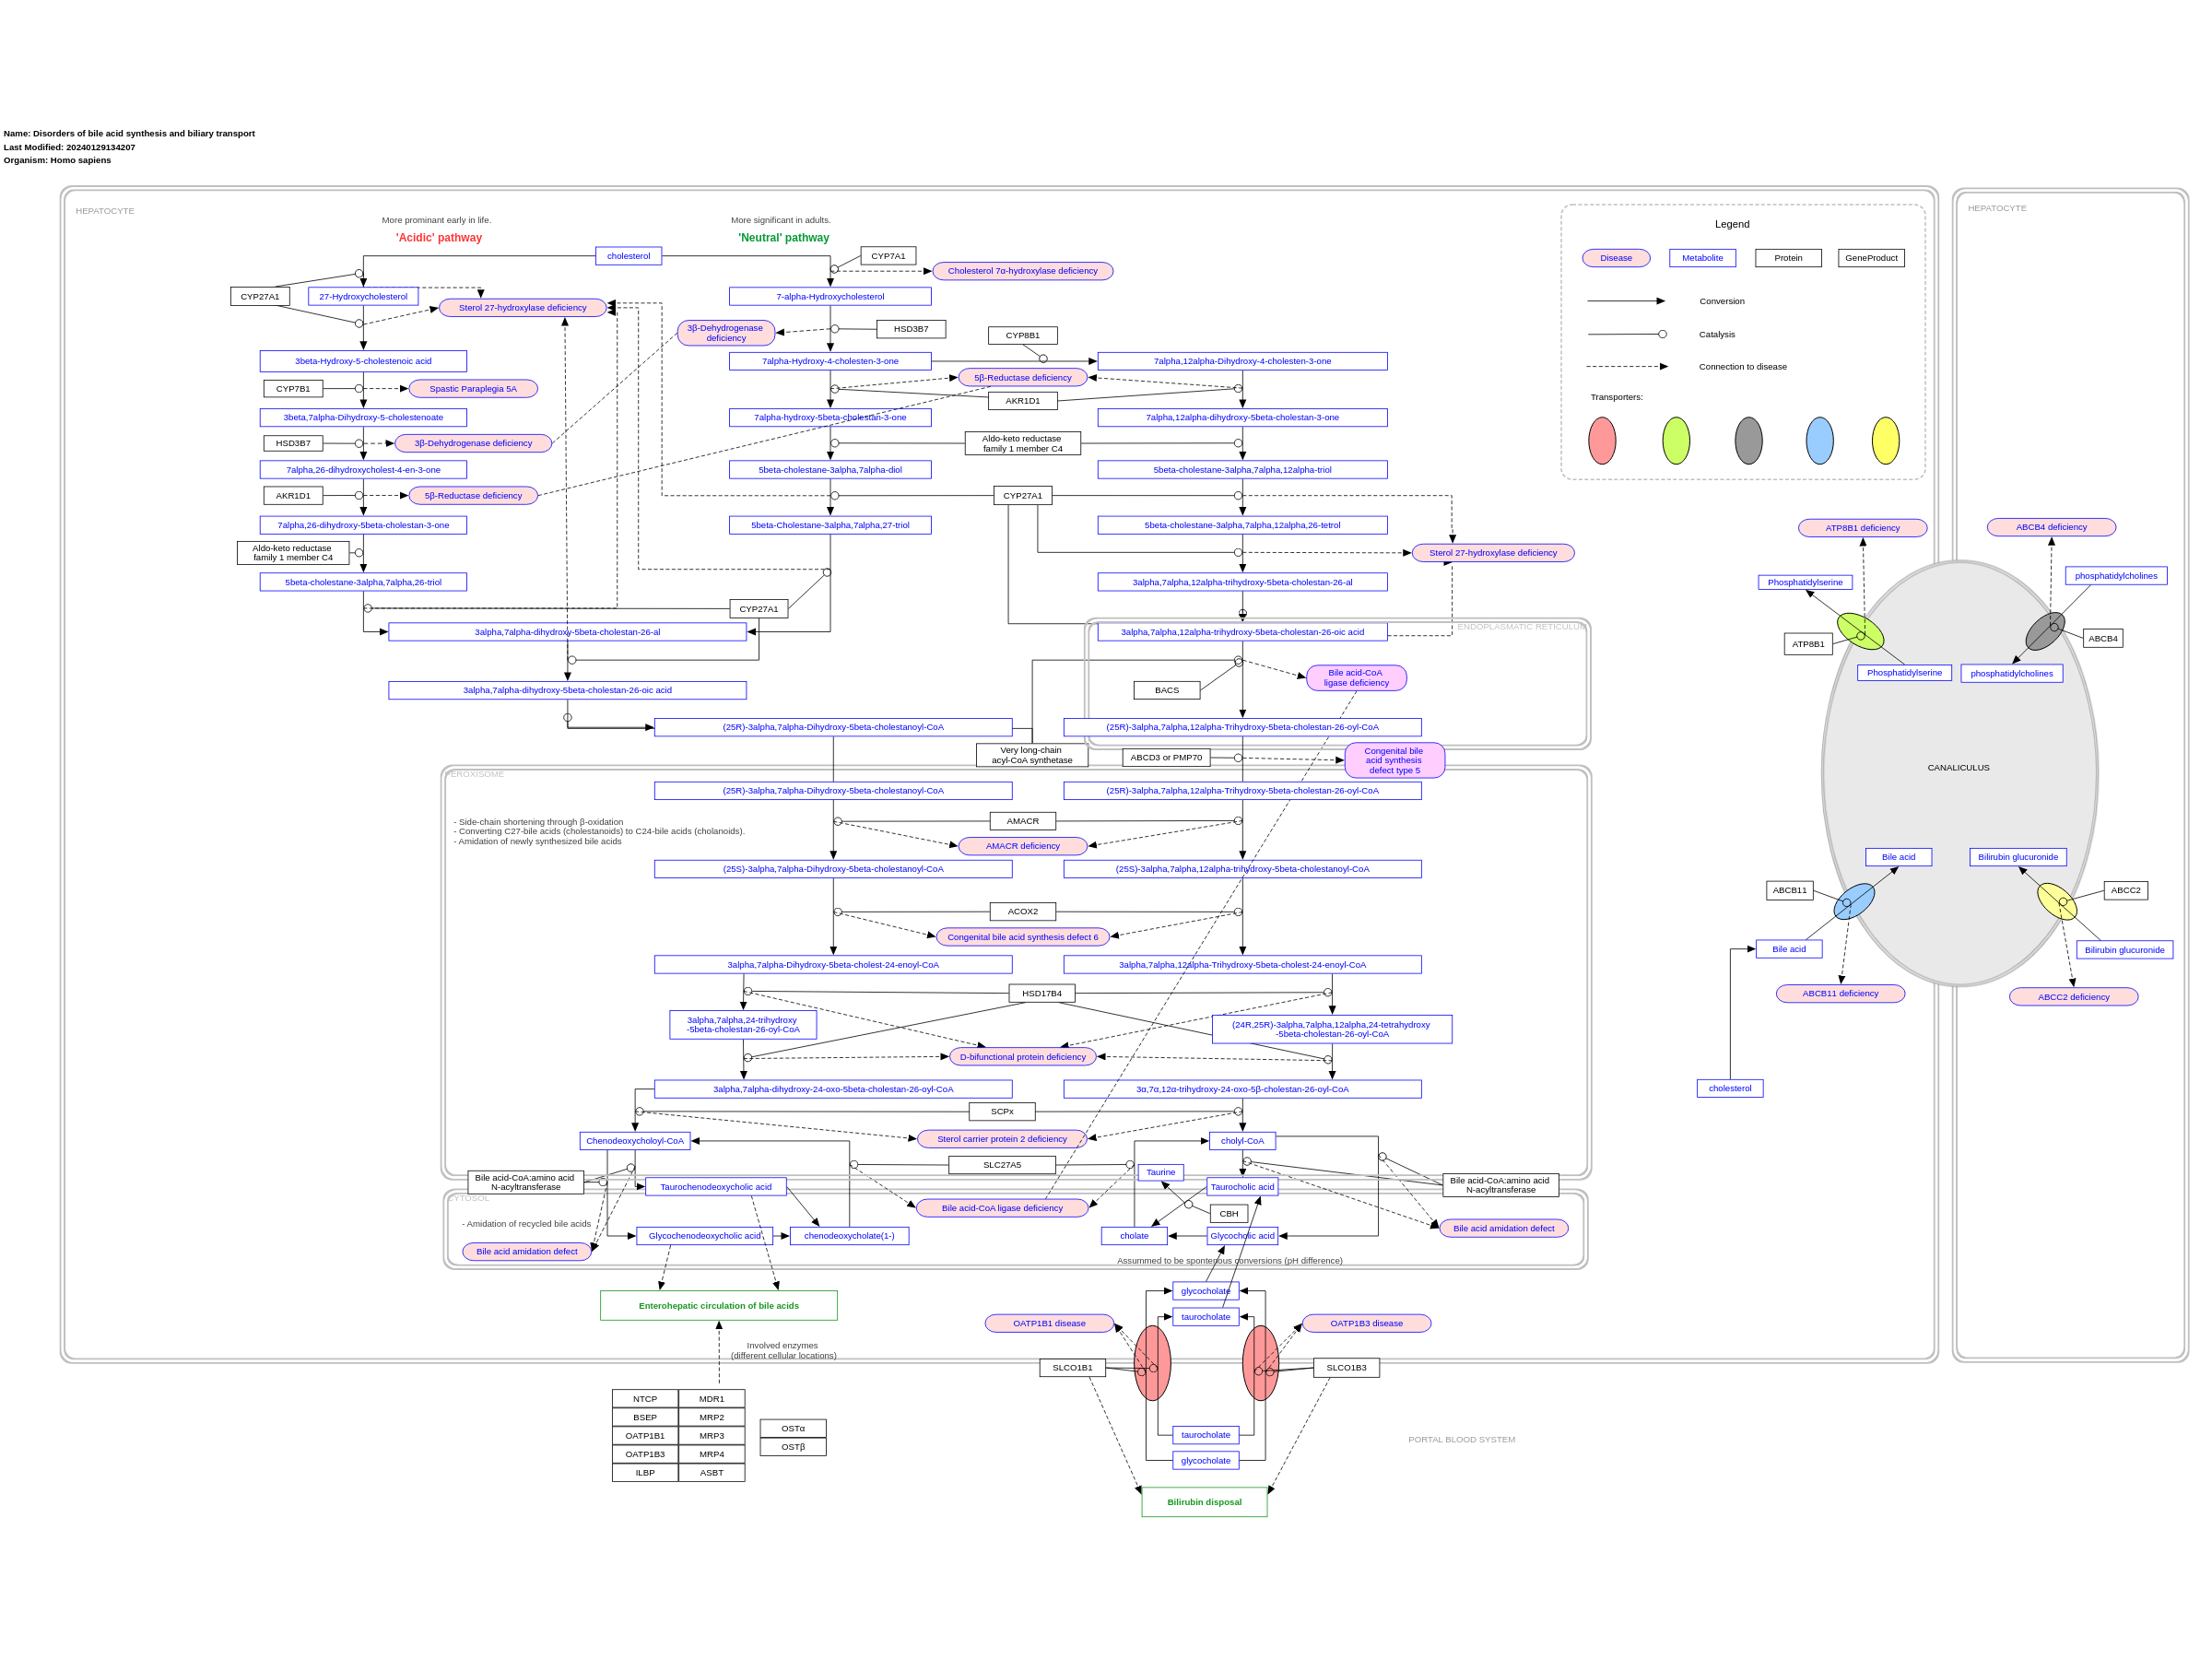 Name: Disorders of bile acid synthesis and biliary transport
Last Modified: 20240129134207
Organism: Homo sapiens
HEPATOCYTE
More prominent early in life.
'Acidic' pathway
More significant in adults.
'Neutral' pathway
cholesterol
CYP7A1
Cholesterol 7α-hydroxylase deficiency
CYP27A1
27-Hydroxycholesterol
Sterol 27-hydroxylase deficiency
7-alpha-Hydroxycholesterol
3β-Dehydrogenase
deficiency
HSD3B7
CYP8B1
3beta-Hydroxy-5-cholestenoic acid
7alpha-Hydroxy-4-cholesten-3-one
7alpha,12alpha-Dihydroxy-4-cholesten-3-one
CYP7B1
Spastic Paraplegia 5A
5β-Reductase deficiency
AKR1D1
3beta,7alpha-Dihydroxy-5-cholestenoate
7alpha-hydroxy-5beta-cholestan-3-one
7alpha,12alpha-dihydroxy-5beta-cholestan-3-one
HSD3B7
3β-Dehydrogenase deficiency
Aldo-keto reductase
family 1 member C4
7alpha,26-dihydroxycholest-4-en-3-one
5beta-cholestane-3alpha,7alpha-diol
5beta-cholestane-3alpha,7alpha,12alpha-triol
AKR1D1
5β-Reductase deficiency
CYP27A1
7alpha,26-dihydroxy-5beta-cholestan-3-one
5beta-Cholestane-3alpha,7alpha,27-triol
5beta-cholestane-3alpha,7alpha,12alpha,26-tetrol
Aldo-keto reductase
family 1 member C4
Sterol 27-hydroxylase deficiency
5beta-cholestane-3alpha,7alpha,26-triol
3alpha,7alpha,12alpha-trihydroxy-5beta-cholestan-26-al
CYP27A1
3alpha,7alpha-dihydroxy-5beta-cholestan-26-al
3alpha,7alpha,12alpha-trihydroxy-5beta-cholestan-26-oic acid
ENDOPLASMATIC RETICULUM
Bile acid-CoA
ligase deficiency
BACS
3alpha,7alpha-dihydroxy-5beta-cholestan-26-oic acid
(25R)-3alpha,7alpha-Dihydroxy-5beta-cholestanoyl-CoA
(25R)-3alpha,7alpha,12alpha-Trihydroxy-5beta-cholestan-26-oyl-CoA
Very long-chain
acyl-CoA synthetase
ABCD3 or PMP70
Congenital bile
acid synthesis
defect type 5
PEROXISOME
(25R)-3alpha,7alpha-Dihydroxy-5beta-cholestanoyl-CoA
(25R)-3alpha,7alpha,12alpha-Trihydroxy-5beta-cholestan-26-oyl-CoA
- Side-chain shortening through β-oxidation
- Converting C27-bile acids (cholestanoids) to C24-bile acids (cholanoids).
- Amidation of newly synthesized bile acids
AMACR
AMACR deficiency
(25S)-3alpha,7alpha-Dihydroxy-5beta-cholestanoyl-CoA
(25S)-3alpha,7alpha,12alpha-trihydroxy-5beta-cholestanoyl-CoA
ACOX2
Congenital bile acid synthesis defect 6
3alpha,7alpha-Dihydroxy-5beta-cholest-24-enoyl-CoA
3alpha,7alpha,12alpha-Trihydroxy-5beta-cholest-24-enoyl-CoA
HSD17B4
3alpha,7alpha,24-trihydroxy
-5beta-cholestan-26-oyl-CoA
(24R,25R)-3alpha,7alpha,12alpha,24-tetrahydroxy
-5beta-cholestan-26-oyl-CoA
D-bifunctional protein deficiency
3alpha,7alpha-dihydroxy-24-oxo-5beta-cholestan-26-oyl-CoA
3α,7α,12α-trihydroxy-24-oxo-5β-cholestan-26-oyl-CoA
SCPx
Chenodeoxycholoyl-CoA
Sterol carrier protein 2 deficiency
cholyl-CoA
SLC27A5
Bile acid-CoA:amino acid
N-acyltransferase
Taurine
Bile acid-CoA:amino acid
N-acyltransferase
Taurochenodeoxycholic acid
Taurocholic acid
CYTOSOL
Bile acid-CoA ligase deficiency
CBH
- Amidation of recycled bile acids
Bile acid amidation defect
Glycochenodeoxycholic acid
chenodeoxycholate(1-)
cholate
Glycocholic acid
Bile acid amidation defect
Assummed to be spontenous conversions (pH difference)
Enterohepatic circulation of bile acids
glycocholate
taurocholate
OATP1B1 disease
OATP1B3 disease
Involved enzymes
(different cellular locations)
SLCO1B1
SLCO1B3
NTCP
MDR1
BSEP
MRP2
OATP1B1
MRP3
OATP1B3
MRP4
ILBP
ASBT
OSTα
OSTβ
taurocholate
glycocholate
PORTAL BLOOD SYSTEM
Bilirubin disposal
Legend
Disease
Metabolite
Protein
GeneProduct
Conversion
Catalysis
Connection to disease
Transporters:
HEPATOCYTE
ATP8B1 deficiency
ABCB4 deficiency
Phosphatidylserine
phosphatidylcholines
ATP8B1
ABCB4
Phosphatidylserine
phosphatidylcholines
CANALICULUS
Bile acid
Bilirubin glucuronide
ABCB11
ABCC2
Bile acid
Bilirubin glucuronide
ABCB11 deficiency
ABCC2 deficiency
cholesterol